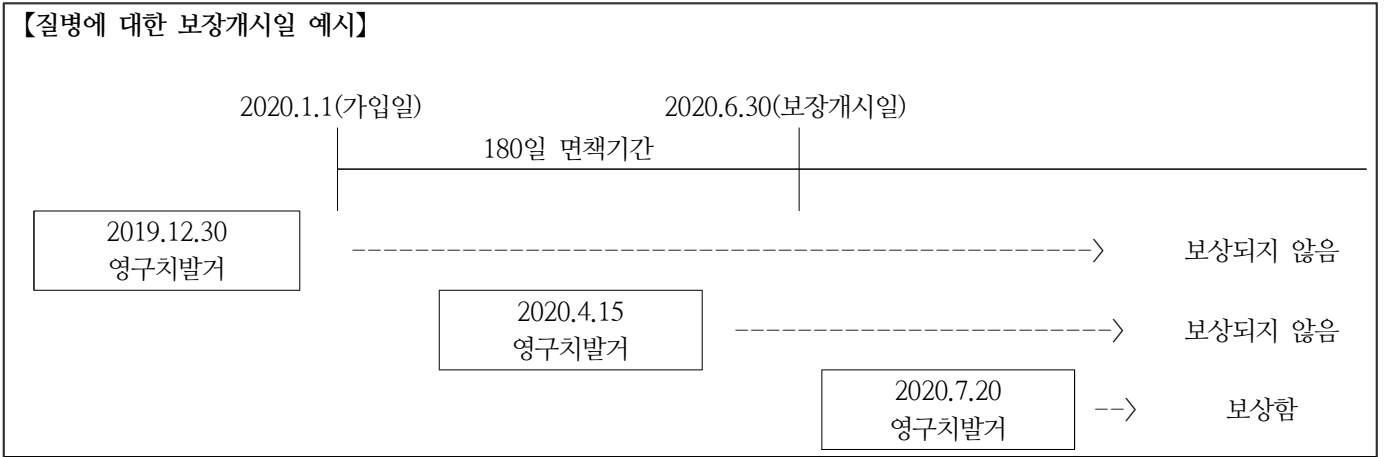 【질병에 대한 보장개시일 예시】
2020.1.1(가입일)
2020.6.30(보장개시일)
180일 면책기간
2019.12.30
영구치발거
보상되지 않음
2020.4.15
영구치발거
보상되지 않음
2020.7.20
영구치발거
보상함